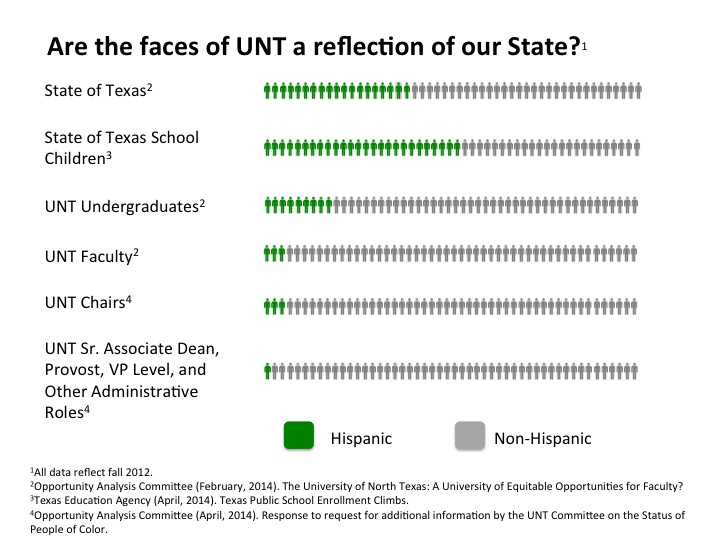 Are the faces of UNT a reflection of our State?¹
State of Texas²
State of Texas School
Children³
UNT Undergraduates²
UNT Faculty²
UNT Chairs⁴
UNT Sr. Associate Dean,
Provost, VP Level, and
Other Administrative
Roles⁴
Hispanic
Non-Hispanic
¹All data reflect fall 2012.
²Opportunity Analysis Committee (February, 2014). The University of North Texas: A University of Equitable Opportunities for Faculty?
³Texas Education Agency (April, 2014). Texas Public School Enrollment Climbs.
⁴Opportunity Analysis Committee (April, 2014). Response to request for additional information by the UNT Committee on the Status of
People of Color.